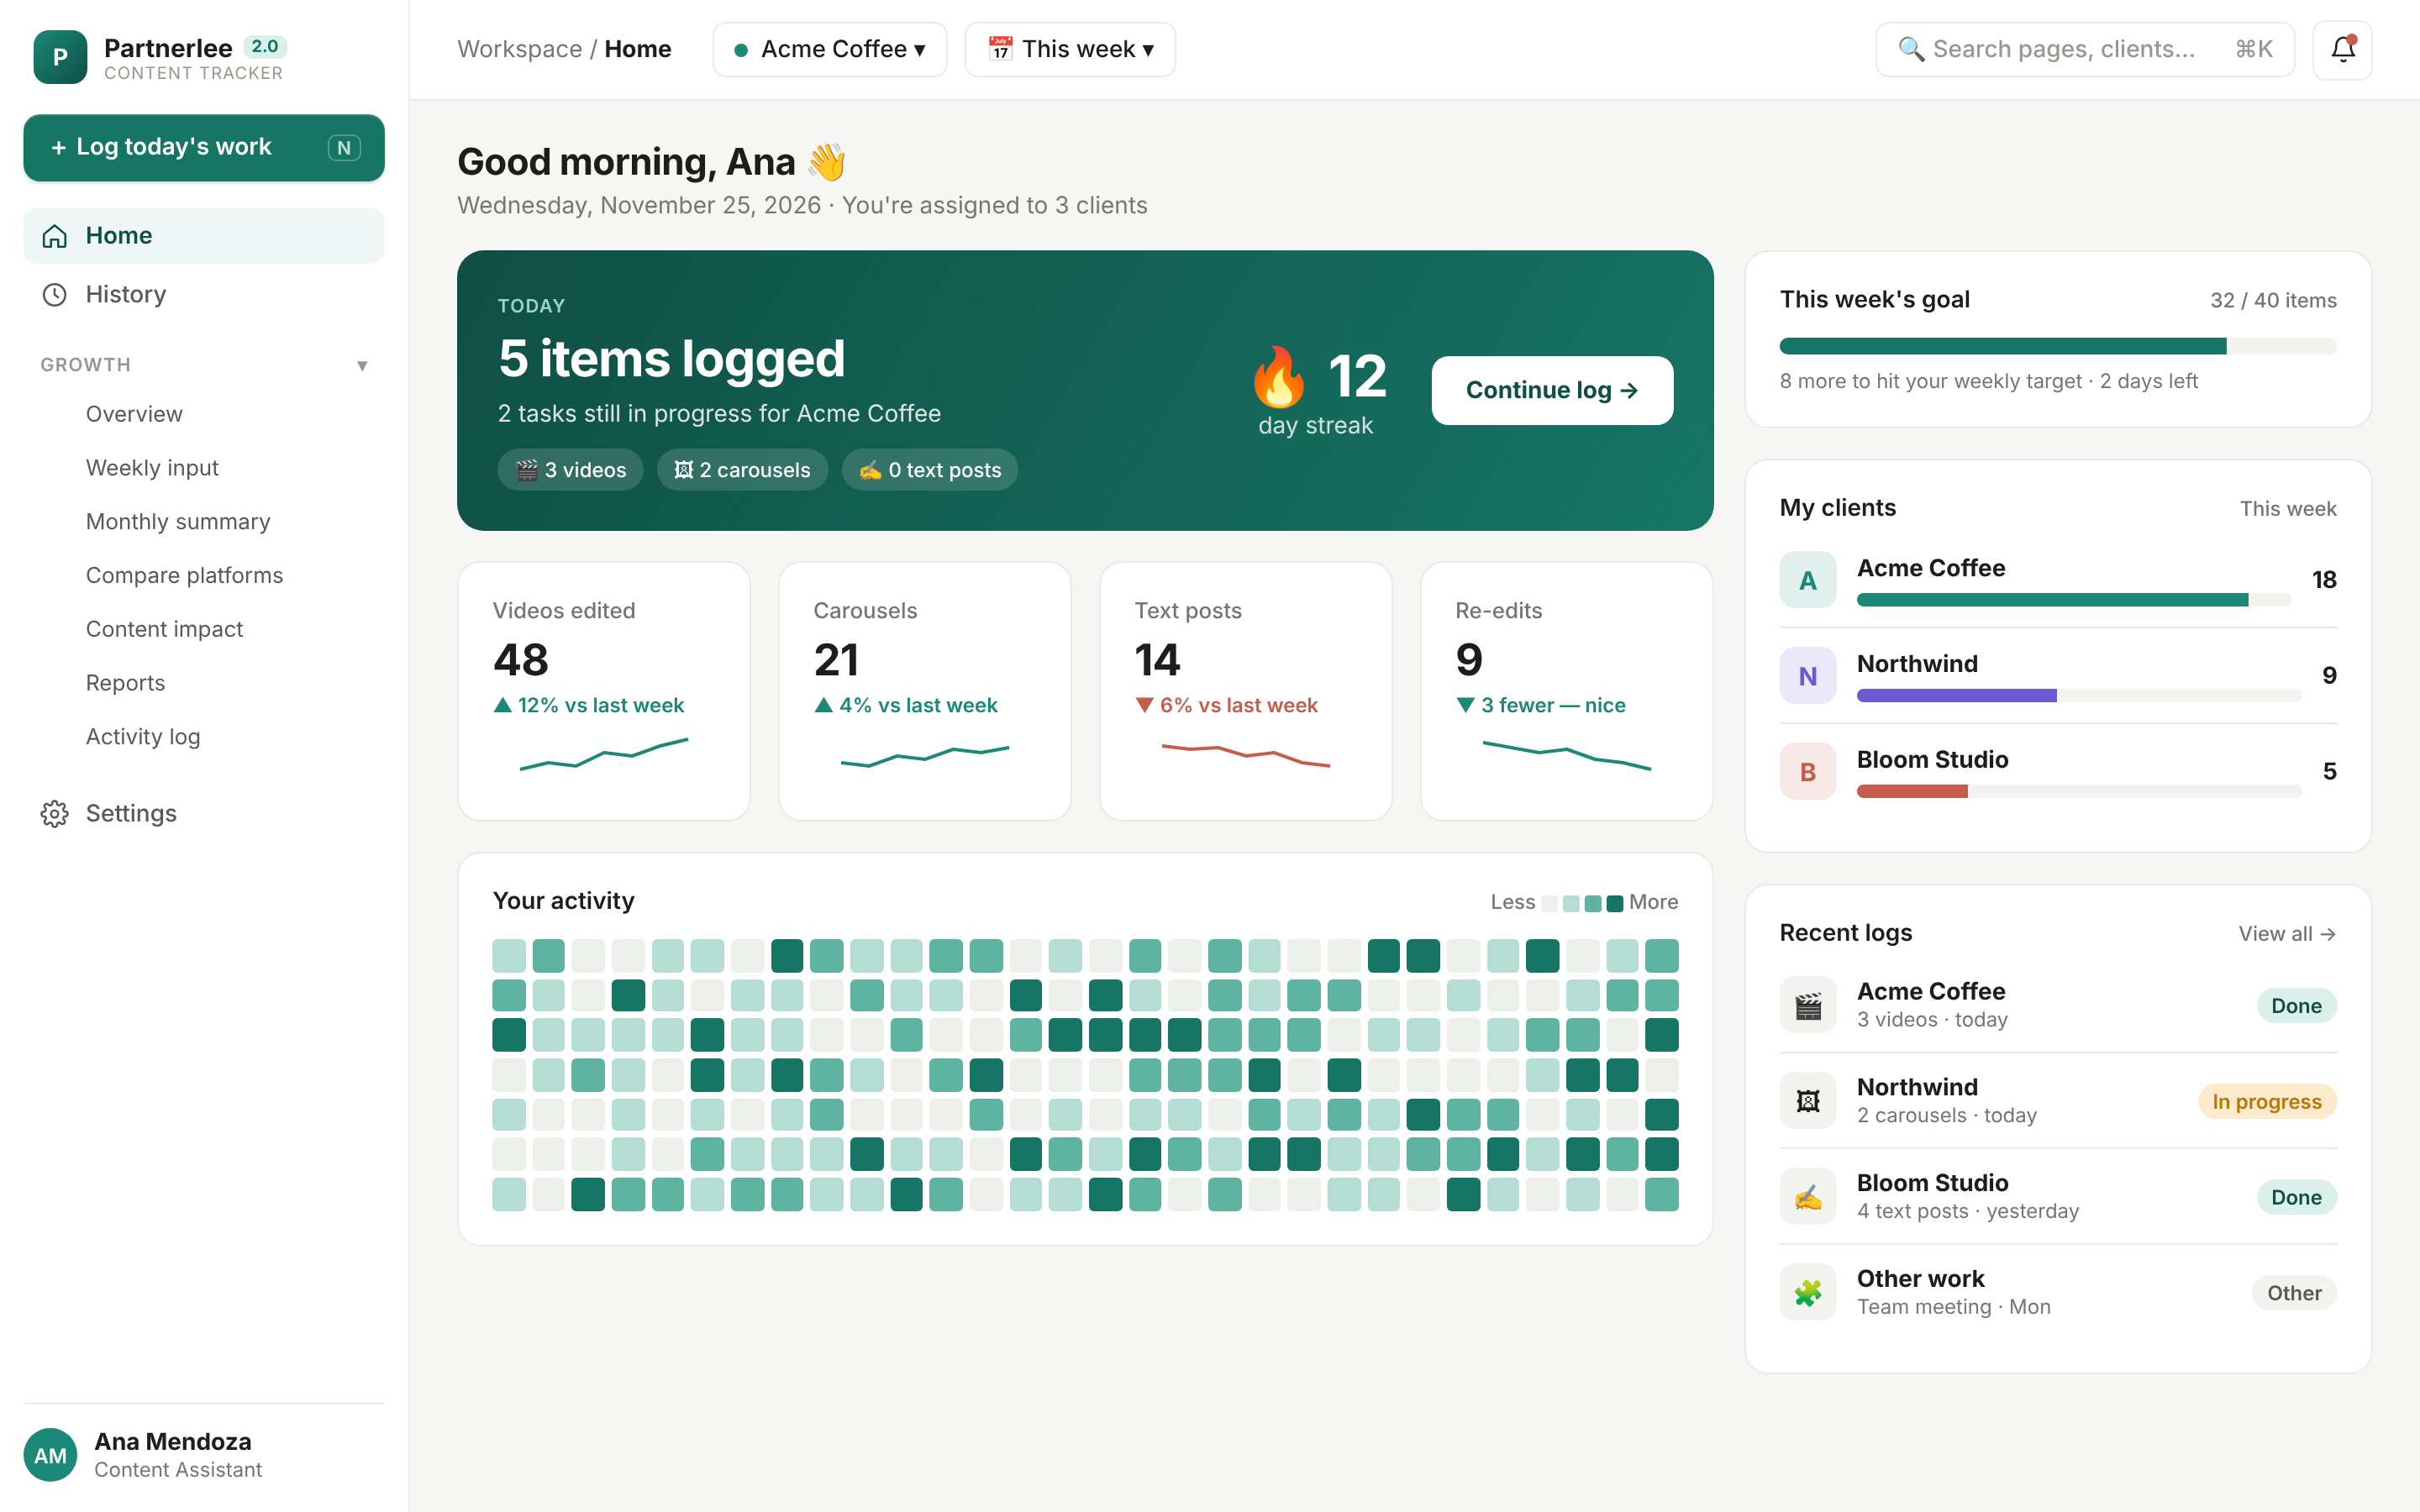 P
Partnerlee 2.0
CONTENT TRACKER
+ Log today's work N
Home
History
GROWTH ▼
Overview
Weekly input
Monthly summary
Compare platforms
Content impact
Reports
Activity log
Settings
AM
Ana Mendoza
Content Assistant
Workspace / Home
Acme Coffee ▾
📅 This week ▾
🔍 Search pages, clients... ⌘K
Good morning, Ana 👋
Wednesday, November 25, 2026 · You're assigned to 3 clients
TODAY
5 items logged
2 tasks still in progress for Acme Coffee
🎬 3 videos
🖼 2 carousels
✍️ 0 text posts
🔥 12
day streak
Continue log →
Videos edited
48
▲ 12% vs last week
Carousels
21
▲ 4% vs last week
Text posts
14
▼ 6% vs last week
Re-edits
9
▼ 3 fewer — nice
Your activity
Less More
This week's goal
32 / 40 items
8 more to hit your weekly target · 2 days left
My clients
This week
A
Acme Coffee
18
N
Northwind
9
B
Bloom Studio
5
Recent logs
View all →
Acme Coffee
3 videos · today
Done
Northwind
2 carousels · today
In progress
Bloom Studio
4 text posts · yesterday
Done
Other work
Team meeting · Mon
Other